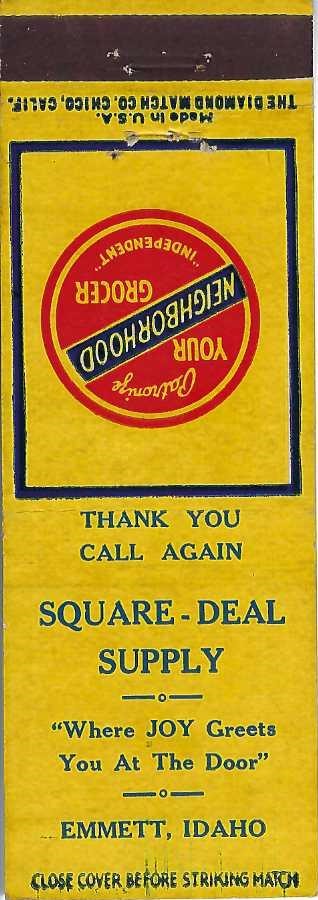 THE DIAMOND MATCH CO. CHICO, CALIF.
Made in U.S.A.
Patronize
YOUR
NEIGHBORHOOD
GROCER
"INDEPENDENT"
THANK YOU
CALL AGAIN
SQUARE-DEAL
SUPPLY
"Where JOY Greets
You At The Door"
EMMETT, IDAHO
CLOSE COVER BEFORE STRIKING MATCH